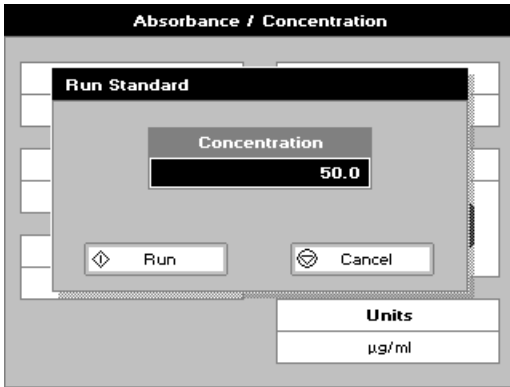 Absorbance / Concentration
Run Standard
Concentration
50.0
Run
Cancel
Units
µg/ml